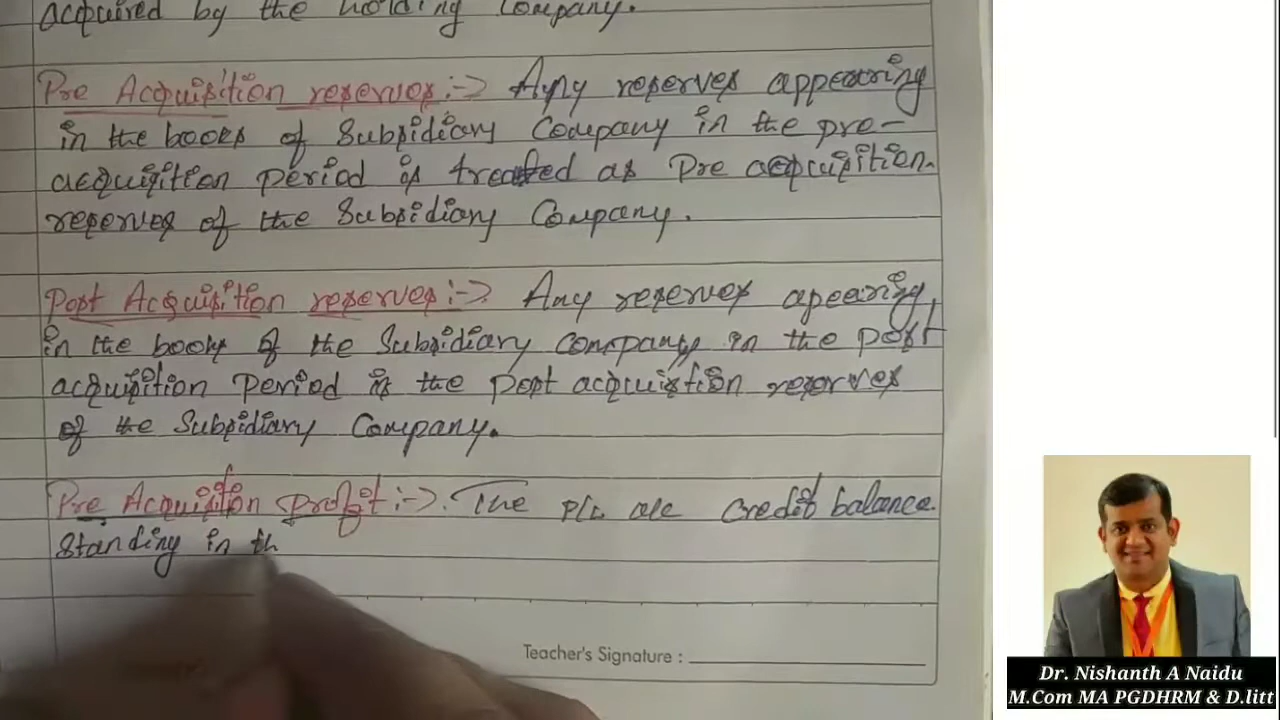 acquired by the holding Company.
Pre Acquisition reserves :-> Any reserves appearing
in the books of Subsidiary Company in the pre-
acquisition period is treated as Pre acquisition
reserves of the Subsidiary Company.
Post Acquisition reserves :-> Any reserves apearing
in the books of the Subsidiary company in the post
acquisition period is the post acquisition reserves
of the Subsidiary Company.
Pre Acquisition profit :-> The P/L a/c credit balance
Standing in th
Teacher's Signature :
Dr. Nishanth A Naidu
M.Com MA PGDHRM & D.litt